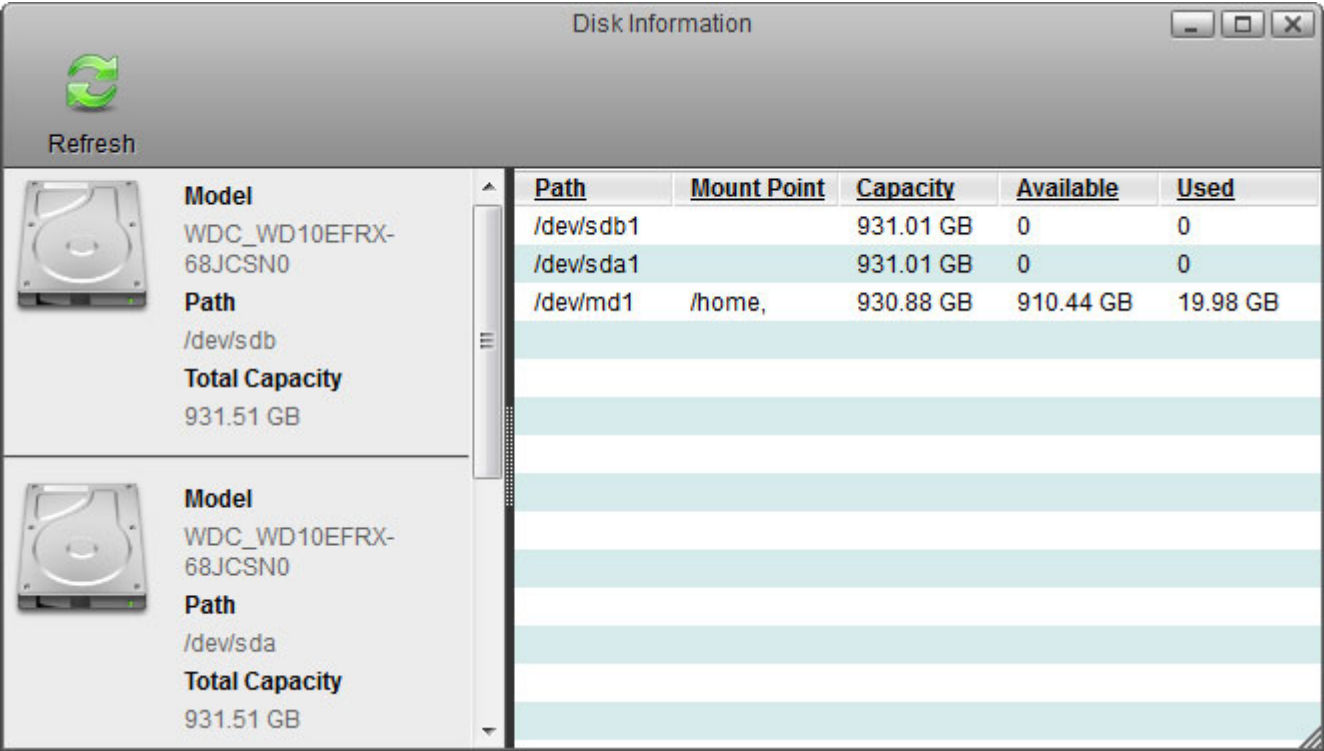 Disk Information
Refresh
Model
WDC_WD10EFRX-
68JCSN0
Path
/dev/sdb
Total Capacity
931.51 GB
Model
WDC_WD10EFRX-
68JCSN0
Path
/dev/sda
Total Capacity
931.51 GB
Path Mount Point Capacity Available Used
/dev/sdb1 931.01 GB 0 0
/dev/sda1 931.01 GB 0 0
/dev/md1 /home, 930.88 GB 910.44 GB 19.98 GB